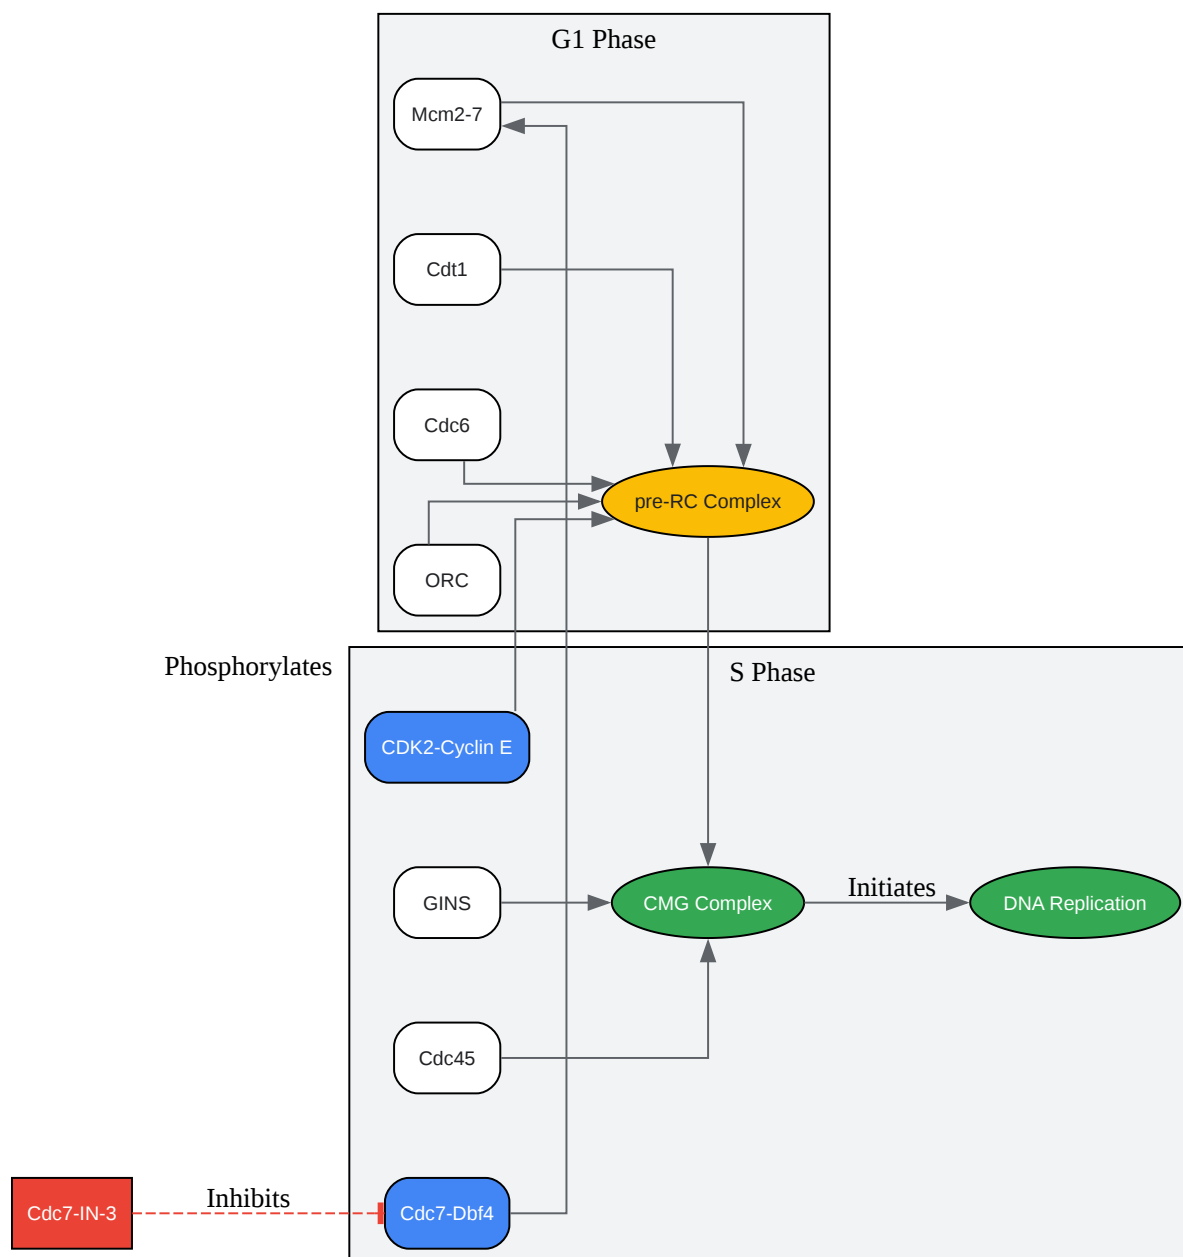 G1 Phase
Mcm2-7
Cdt1
Cdc6
pre-RC Complex
ORC
Phosphorylates
S Phase
CDK2-Cyclin E
GINS
CMG Complex
Initiates
DNA Replication
Cdc45
Cdc7-IN-3
Inhibits
Cdc7-Dbf4